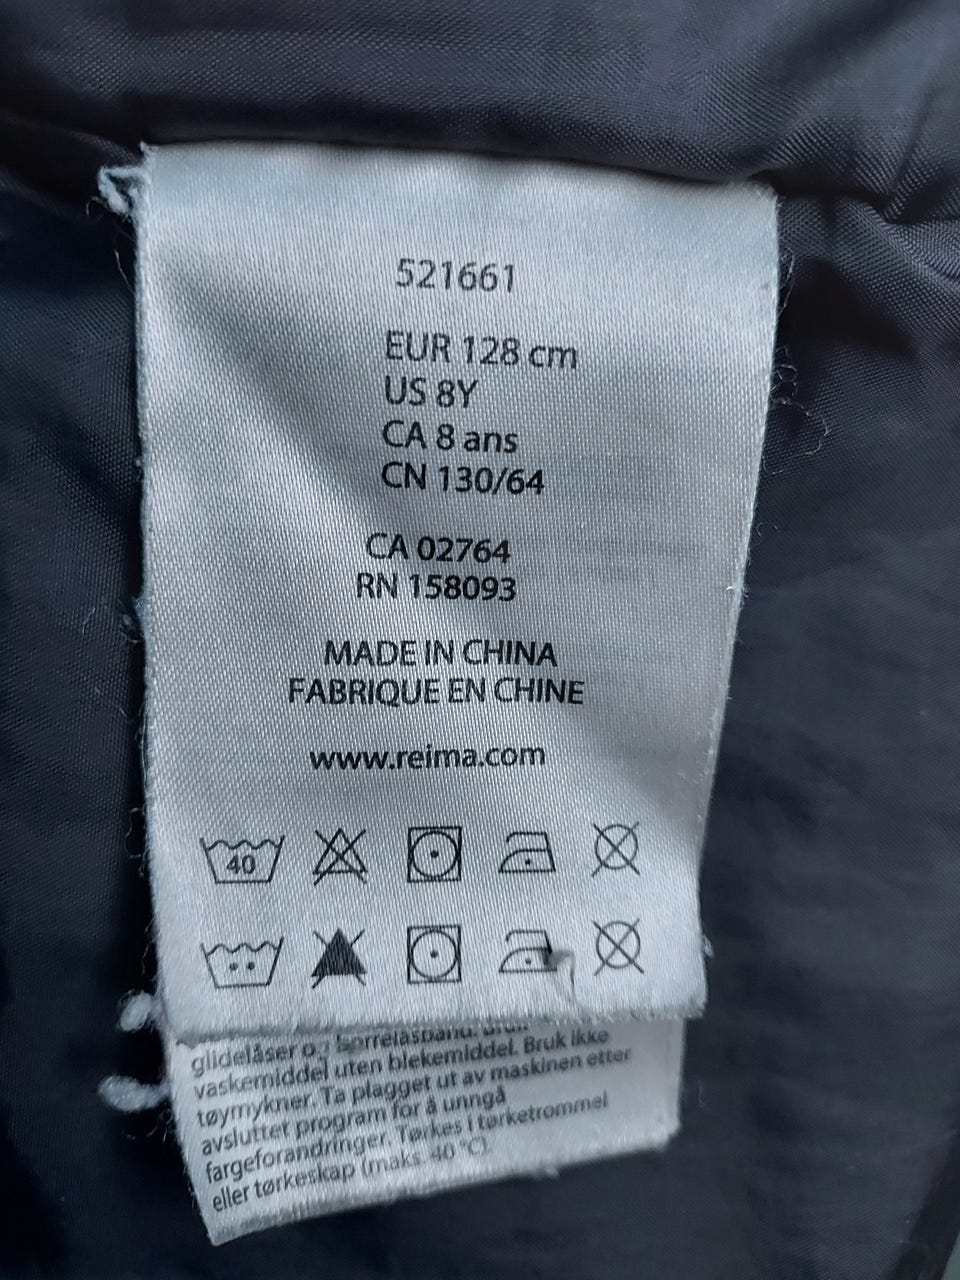 521661
EUR 128 cm
US 8Y
CA 8 ans
CN 130/64
CA 02764
RN 158093
MADE IN CHINA
FABRIQUE EN CHINE
www.reima.com
40
glidelåser og borrelåsbånd. Bruk
vaskemiddel uten blekemiddel. Bruk ikke
tøymykner. Ta plagget ut av maskinen etter
avsluttet program for å unngå
fargeforandringer. Tørkes i tørketrommel
eller tørkeskap (maks. 40 °C).